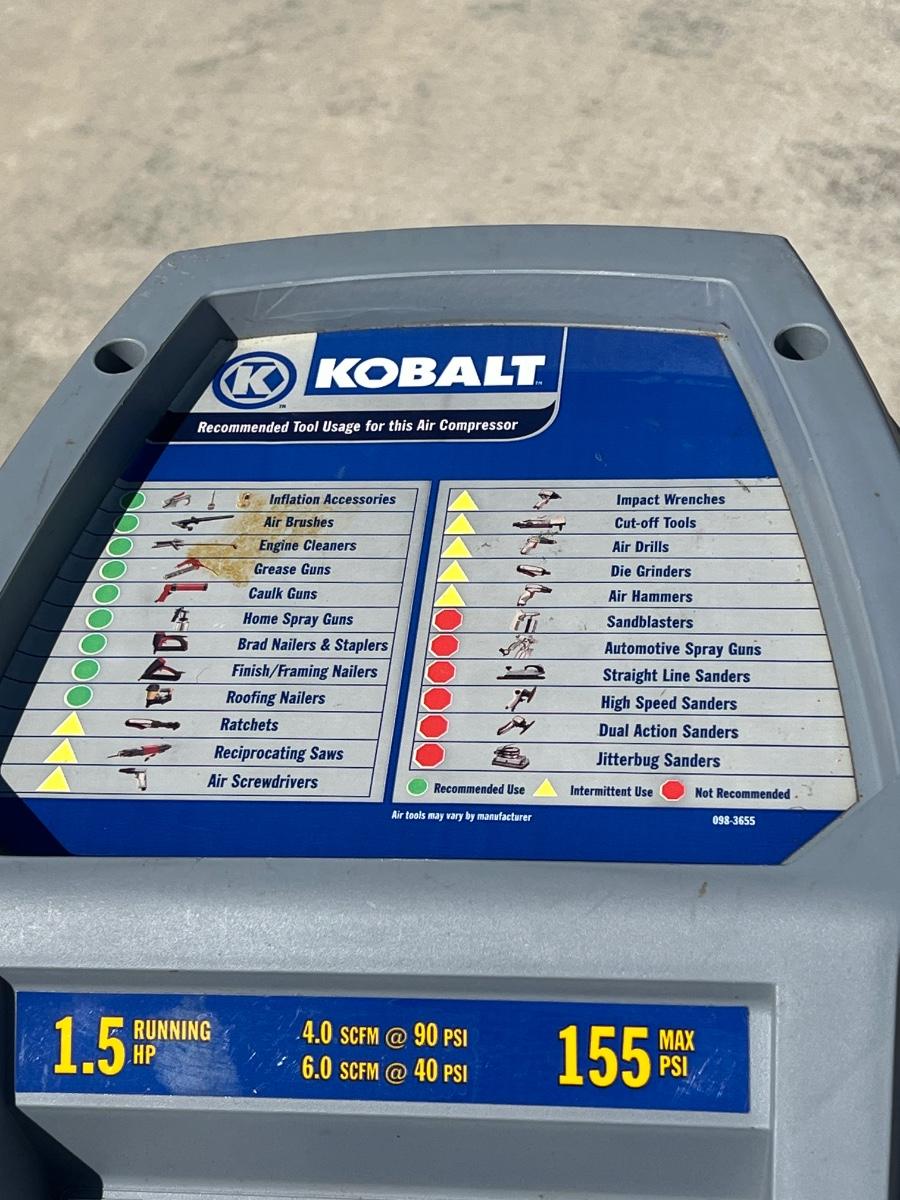 K
KOBALT
TM
TM
Recommended Tool Usage for this Air Compressor
Inflation Accessories
Air Brushes
Engine Cleaners
Grease Guns
Caulk Guns
Home Spray Guns
Brad Nailers & Staplers
Finish/Framing Nailers
Roofing Nailers
Ratchets
Reciprocating Saws
Air Screwdrivers
Impact Wrenches
Cut-off Tools
Air Drills
Die Grinders
Air Hammers
Sandblasters
Automotive Spray Guns
Straight Line Sanders
High Speed Sanders
Dual Action Sanders
Jitterbug Sanders
Recommended Use Intermittent Use Not Recommended
Air tools may vary by manufacturer
098-3655
1.5 RUNNING HP
4.0 SCFM @ 90 PSI
6.0 SCFM @ 40 PSI
155 MAX PSI